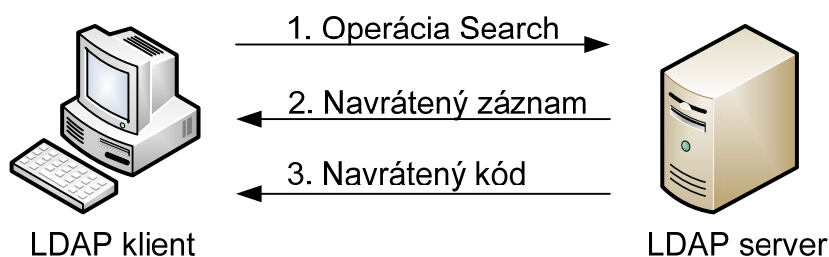 1. Operácia Search
2. Navrátený záznam
3. Navrátený kód
LDAP klient
LDAP server